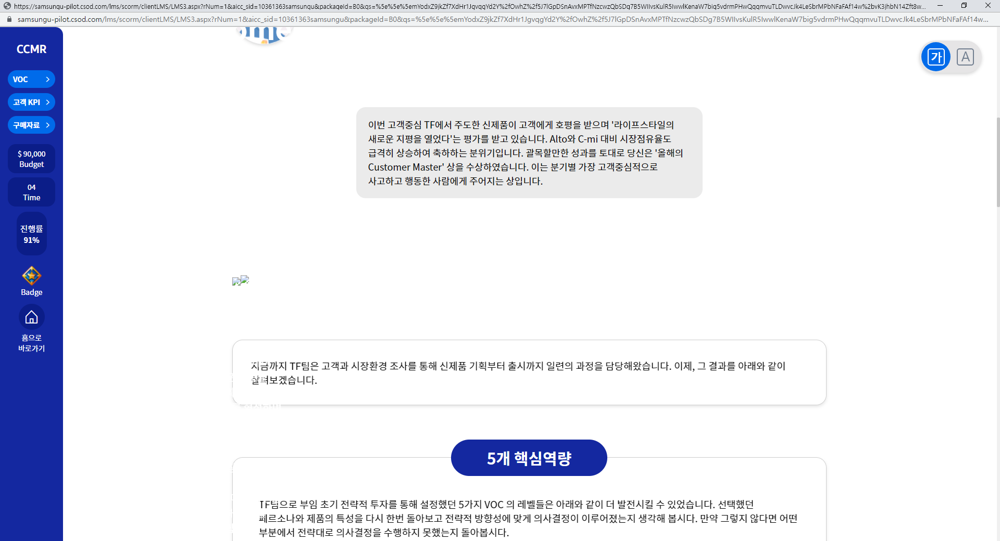 https://samsungu-pilot.csod.com/lms/scorm/clientLMS/LMS3.aspx?rNum=1&aicc_sid=10361363samsungu&packageId=B0&qs=%5e%5e%5emYodxZ9jkZf7XdHr1JgvqgYd2Y%2fOwhZ%2f5J7lGpDSnAvxMPTfNzcwzQbSDg7B5WIIvsKulR5IwwlKenaW7big5vdrmPHwQqqmvuTLDwvcJk4LeSbrMPbNFaFAf14w%2bvK3jhbN14Zft8w...
samsungu-pilot.csod.com/lms/scorm/clientLMS/LMS3.aspx?rNum=1&aicc_sid=10361363samsungu&packageId=B0&qs=%5e%5e%5emYodxZ9jkZf7XdHr1JgvqgYd2Y%2fOwhZ%2f5J7lGpDSnAvxMPTfNzcwzQbSDg7B5WIIvsKulR5IwwlKenaW7big5vdrmPHwQqqmvuTLDwvcJk4LeSbrMPbNFaFAf14w...
CCMR
VOC
고객 KPI
구매자료
$ 90,000
Budget
04
Time
진행률
91%
Badge
홈으로
바로가기
가 A
이번 고객중심 TF에서 주도한 신제품이 고객에게 호평을 받으며 '라이프스타일의
새로운 지평을 열었다'는 평가를 받고 있습니다. Alto와 C-mi 대비 시장점유율도
급격히 상승하여 축하하는 분위기입니다. 괄목할만한 성과를 토대로 당신은 '올해의
Customer Master' 상을 수상하였습니다. 이는 분기별 가장 고객중심적으로
사고하고 행동한 사람에게 주어지는 상입니다.
지금까지 TF팀은 고객과 시장환경 조사를 통해 신제품 기획부터 출시까지 일련의 과정을 담당해왔습니다. 이제, 그 결과를 아래와 같이
살펴보겠습니다.
5개 핵심역량
TF팀으로 부임 초기 전략적 투자를 통해 설정했던 5가지 VOC 의 레벨들은 아래와 같이 더 발전시킬 수 있었습니다. 선택했던
페르소나와 제품의 특성을 다시 한번 돌아보고 전략적 방향성에 맞게 의사결정이 이루어졌는지 생각해 봅시다. 만약 그렇지 않다면 어떤
부분에서 전략대로 의사결정을 수행하지 못했는지 돌아봅시다.